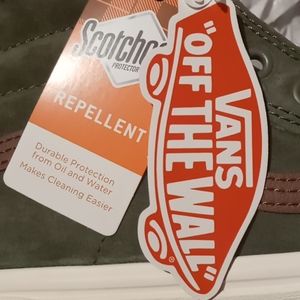 Scotchg
PROTECTOR
REPELLENT
Durable Protection
from Oil and Water
Makes Cleaning Easier
VANS
"OFF THE WALL"